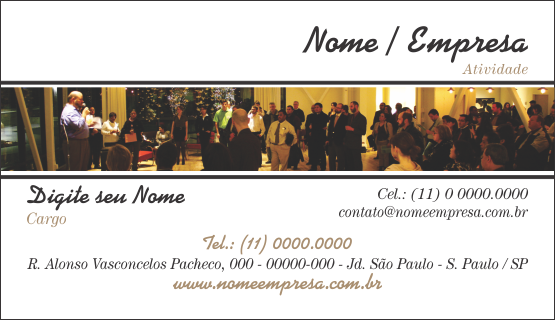 Nome / Empresa
Atividade
Digite seu Nome
Cargo
Cel.: (11) 0 0000.0000
contato@nomeempresa.com.br
Tel.: (11) 0000.0000
R. Alonso Vasconcelos Pacheco, 000 - 00000-000 - Jd. São Paulo - S. Paulo / SP
www.nomeempresa.com.br